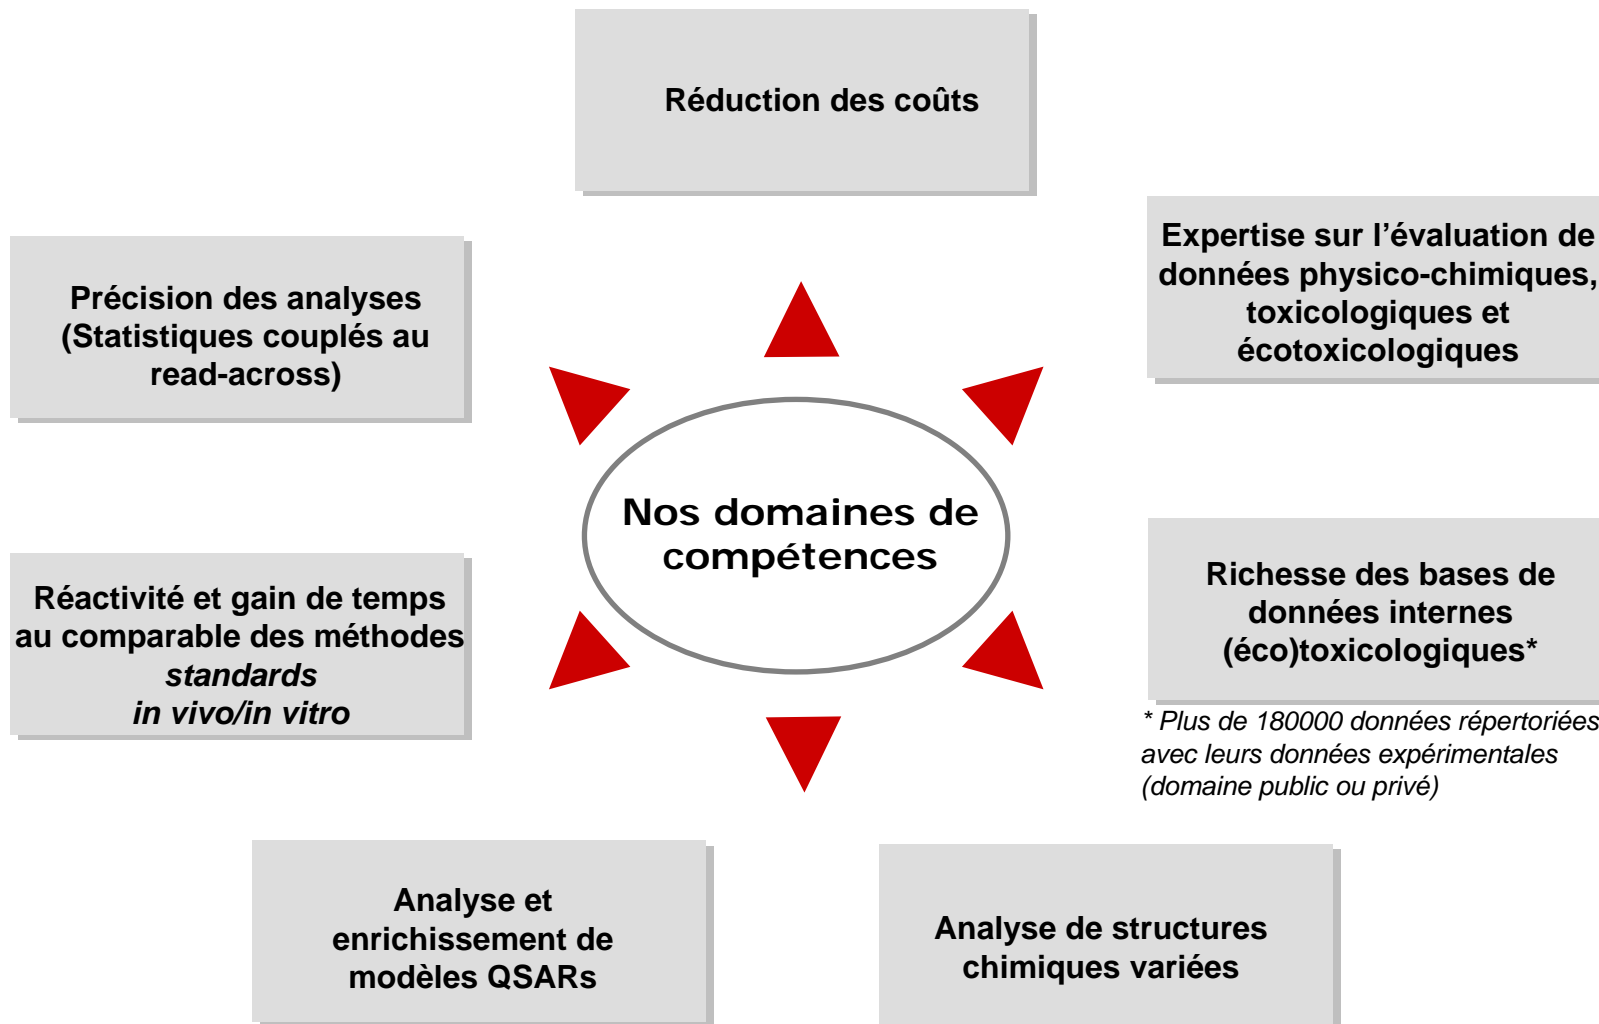 Réduction des coûts
Expertise sur l’évaluation de
données physico-chimiques,
toxicologiques et
écotoxicologiques
Précision des analyses
(Statistiques couplés au
read-across)
Nos domaines de
compétences
Richesse des bases de
données internes
(éco)toxicologiques*
* Plus de 180000 données répertoriées
avec leurs données expérimentales
(domaine public ou privé)
Réactivité et gain de temps
au comparable des méthodes
standards
in vivo/in vitro
Analyse et
enrichissement de
modèles QSARs
Analyse de structures
chimiques variées